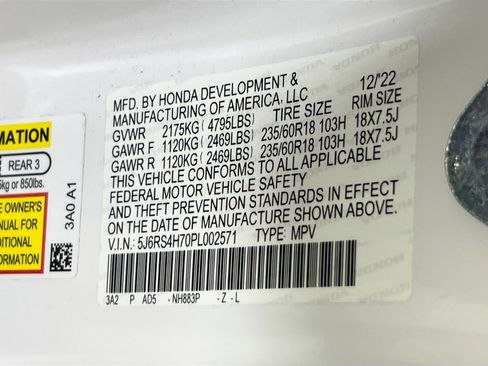 MFD. BY HONDA DEVELOPMENT & 12/'22
MANUFACTURING OF AMERICA, LLC
GVWR 2175KG (4795LBS) TIRE SIZE RIM SIZE
GAWR F 1120KG (2469LBS) 235/60R18 103H 18X7.5J
GAWR R 1120KG (2469LBS) 235/60R18 103H 18X7.5J
THIS VEHICLE CONFORMS TO ALL APPLICABLE
FEDERAL MOTOR VEHICLE SAFETY
AND THEFT PREVENTION STANDARDS IN EFFECT
ON THE DATE OF MANUFACTURE SHOWN ABOVE.
V.I.N.: 5J6RS4H70PL002571 TYPE: MPV
3A2 P AD5 - NH883P - Z - L
MATION
REAR 3
kg or 850lbs.
E OWNER'S
NUAL FOR
DITIONAL
FORMATION
3A0 A1